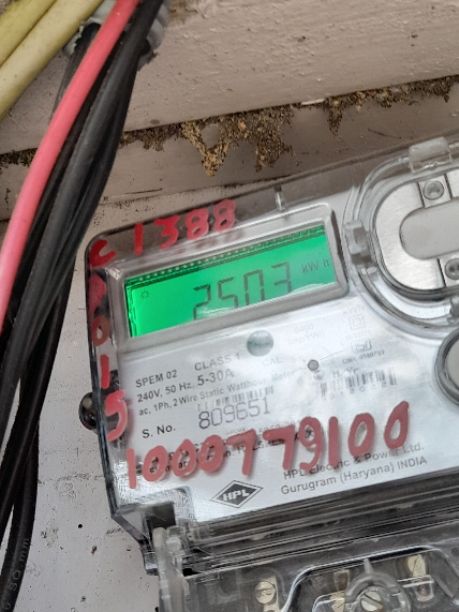 C 1388
2503 kWh
SPEM 02 CLASS 1
240V, 50 Hz, 5-30A
ac, 1Ph, 2 Wire Static Watthour Meter
S. No. 809651
1000779100
HPL Electric & Power Ltd.
HPL Gurugram (Haryana) INDIA